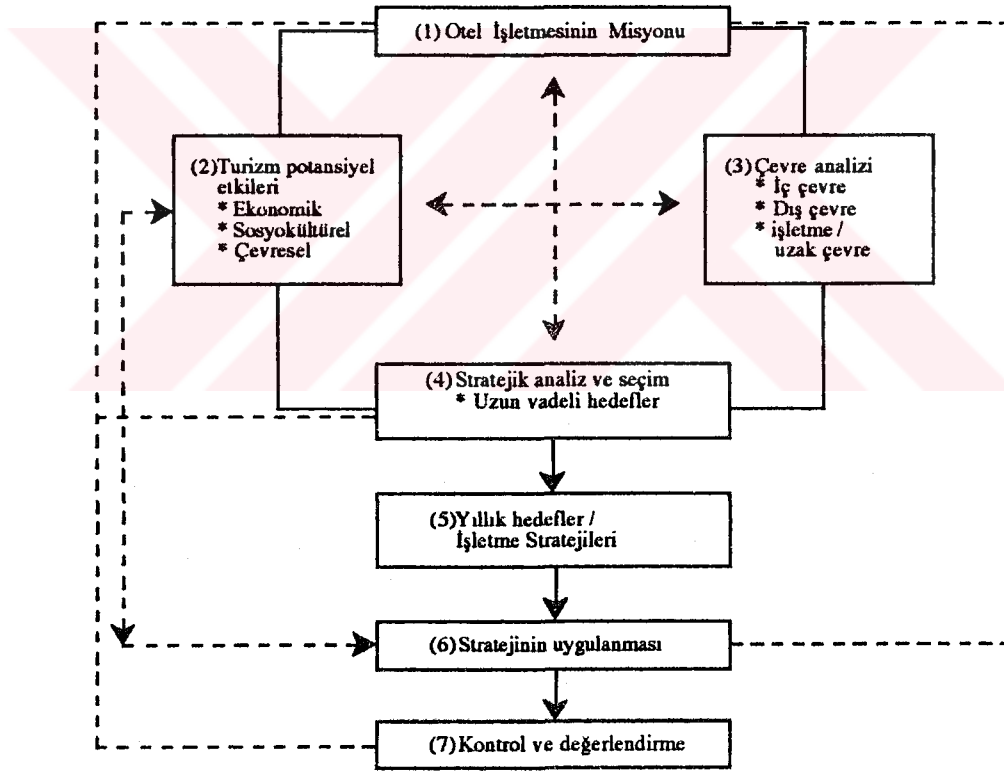 (1) Otel İşletmesinin Misyonu
(2)Turizm potansiyel
etkileri
* Ekonomik
* Sosyokültürel
* Çevresel
(3) Çevre analizi
* İç çevre
* Dış çevre
* işletme /
uzak çevre
(4) Stratejik analiz ve seçim
* Uzun vadeli hedefler
(5)Yıllık hedefler /
İşletme Stratejileri
(6) Stratejinin uygulanması
(7) Kontrol ve değerlendirme